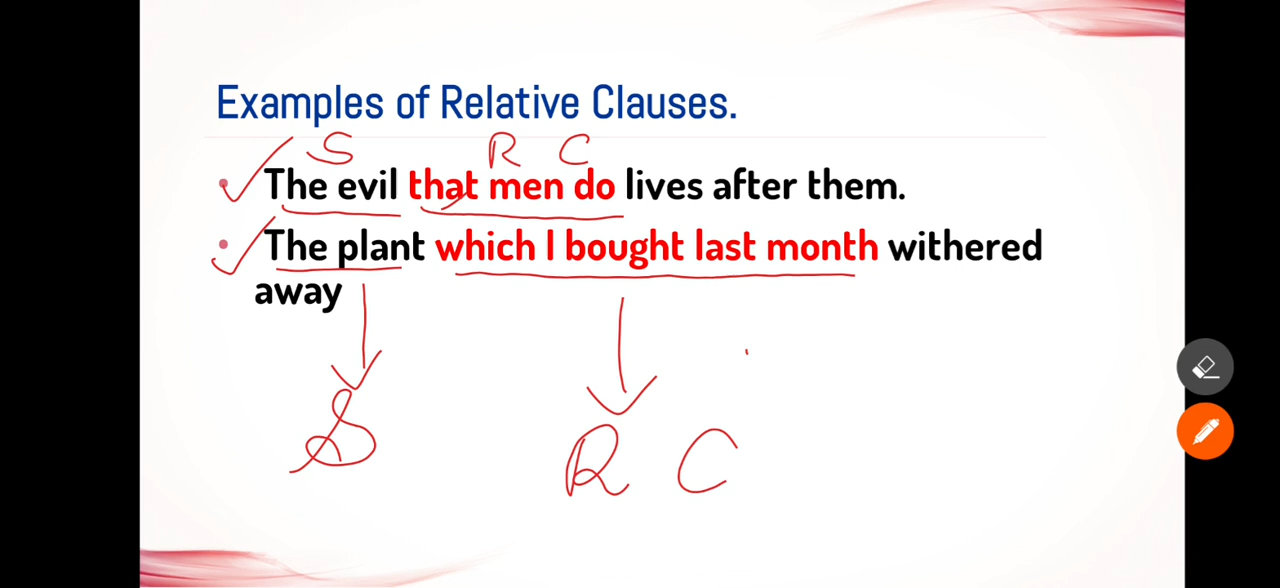 Examples of Relative Clauses.
S R C
The evil that men do lives after them.
The plant which I bought last month withered
away
S R C